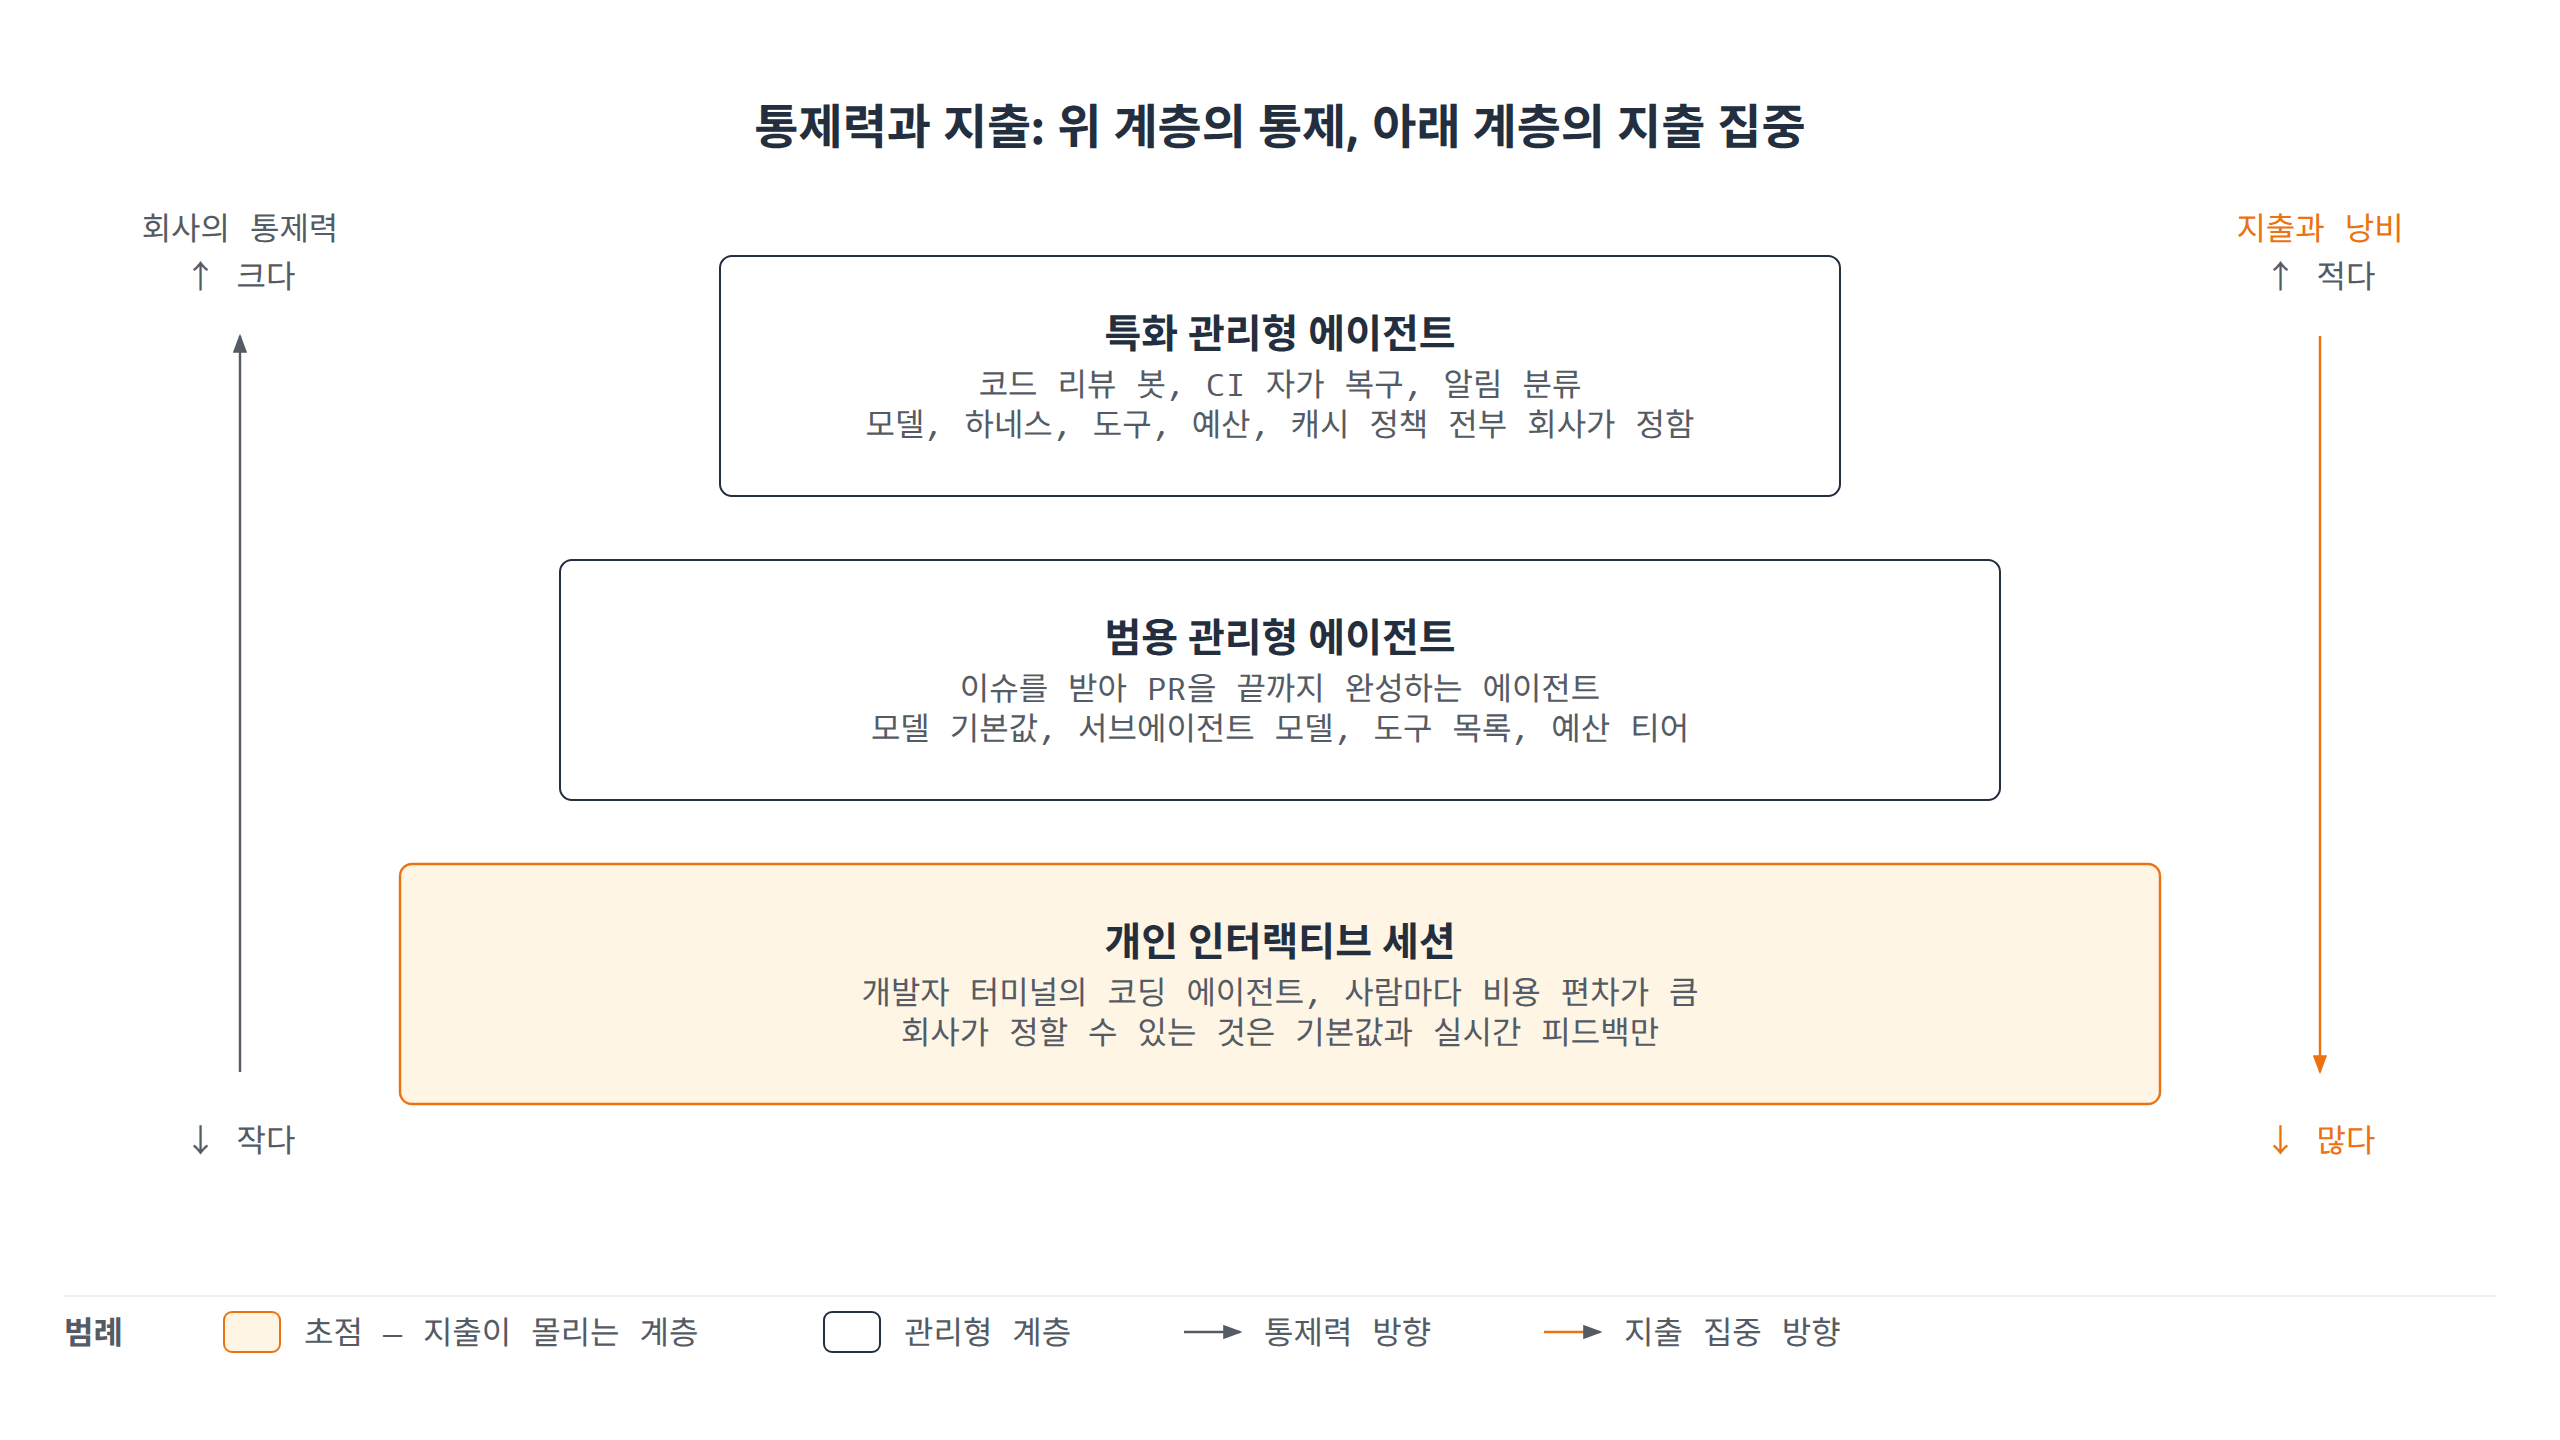 통제력과 지출: 위 계층의 통제, 아래 계층의 지출 집중
회사의 통제력
↑ 크다
지출과 낭비
↑ 적다
특화 관리형 에이전트
코드 리뷰 봇, CI 자가 복구, 알림 분류
모델, 하네스, 도구, 예산, 캐시 정책 전부 회사가 정함
범용 관리형 에이전트
이슈를 받아 PR을 끝까지 완성하는 에이전트
모델 기본값, 서브에이전트 모델, 도구 목록, 예산 티어
개인 인터랙티브 세션
개발자 터미널의 코딩 에이전트, 사람마다 비용 편차가 큼
회사가 정할 수 있는 것은 기본값과 실시간 피드백만
↓ 작다
↓ 많다
범례
초점 — 지출이 몰리는 계층
관리형 계층
통제력 방향
지출 집중 방향